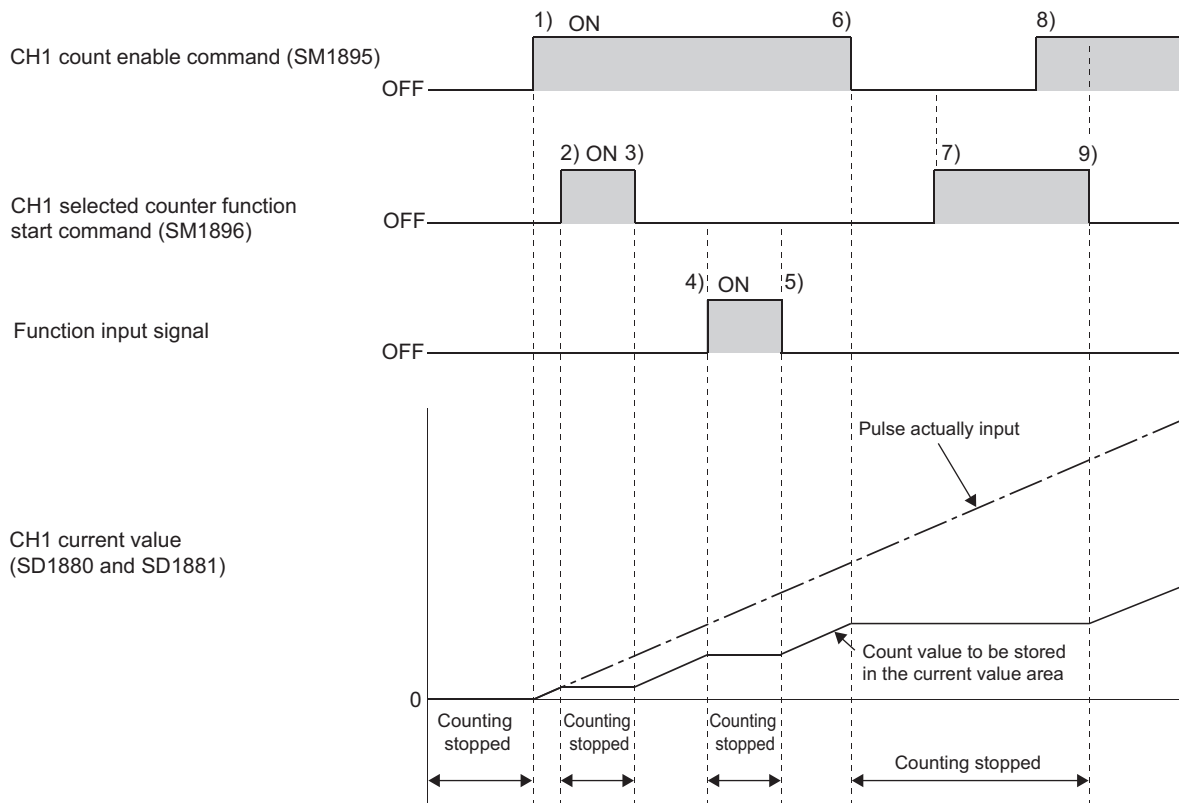 1) ON 6) 8)
CH1 count enable command (SM1895)
OFF
2) ON 3) 7) 9)
CH1 selected counter function
start command (SM1896)
OFF
4) ON 5)
Function input signal
OFF
Pulse actually input
CH1 current value
(SD1880 and SD1881)
Count value to be stored
in the current value area
0
Counting
stopped
Counting
stopped
Counting
stopped
Counting stopped